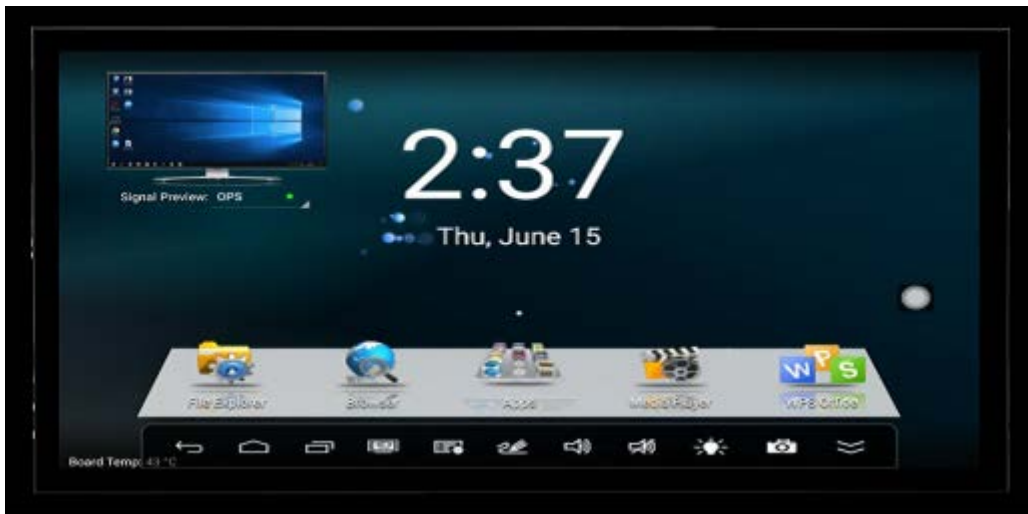 2:37
Signal Preview: OPS
Thu, June 15
W P S
File Explorer
Browser
Apps
Media Player
WPS Office
Board Temp: 43 °C